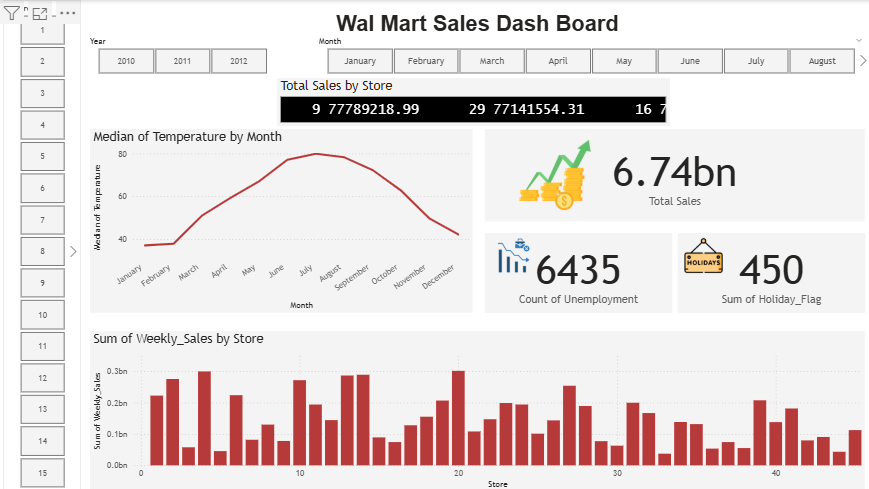 Wal Mart Sales Dash Board
Year
2010 2011 2012
Month
January February March April May June July August
1
2
3
4
5
6
7
8
9
10
11
12
13
14
15
Total Sales by Store
9 77789218.99 29 77141554.31 16 7
Median of Temperature by Month
Median of Temperature
80
60
40
January February March April May June July August September October November December
Month
6.74bn
Total Sales
6435
Count of Unemployment
HOLIDAYS
450
Sum of Holiday_Flag
Sum of Weekly_Sales by Store
Sum of Weekly_Sales
0.3bn
0.2bn
0.1bn
0.0bn
0 10 20 30 40
Store